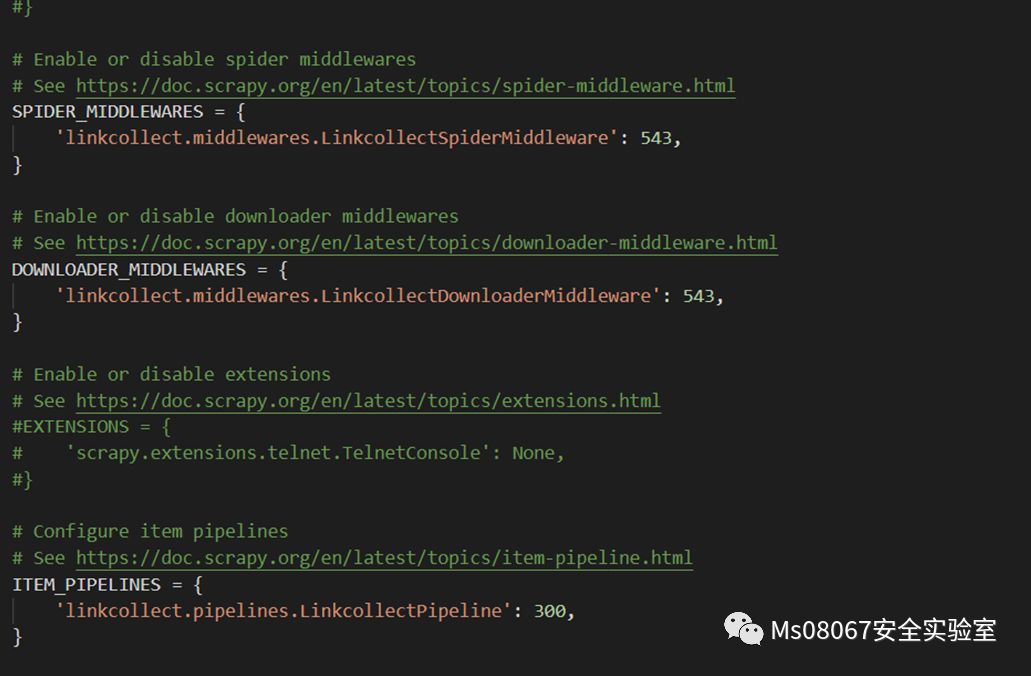 #}
# Enable or disable spider middlewares
# See https://doc.scrapy.org/en/latest/topics/spider-middleware.html
SPIDER_MIDDLEWARES = {
    'linkcollect.middlewares.LinkcollectSpiderMiddleware': 543,
}
# Enable or disable downloader middlewares
# See https://doc.scrapy.org/en/latest/topics/downloader-middleware.html
DOWNLOADER_MIDDLEWARES = {
    'linkcollect.middlewares.LinkcollectDownloaderMiddleware': 543,
}
# Enable or disable extensions
# See https://doc.scrapy.org/en/latest/topics/extensions.html
#EXTENSIONS = {
#    'scrapy.extensions.telnet.TelnetConsole': None,
#}
# Configure item pipelines
# See https://doc.scrapy.org/en/latest/topics/item-pipeline.html
ITEM_PIPELINES = {
    'linkcollect.pipelines.LinkcollectPipeline': 300,
}
Ms08067安全实验室